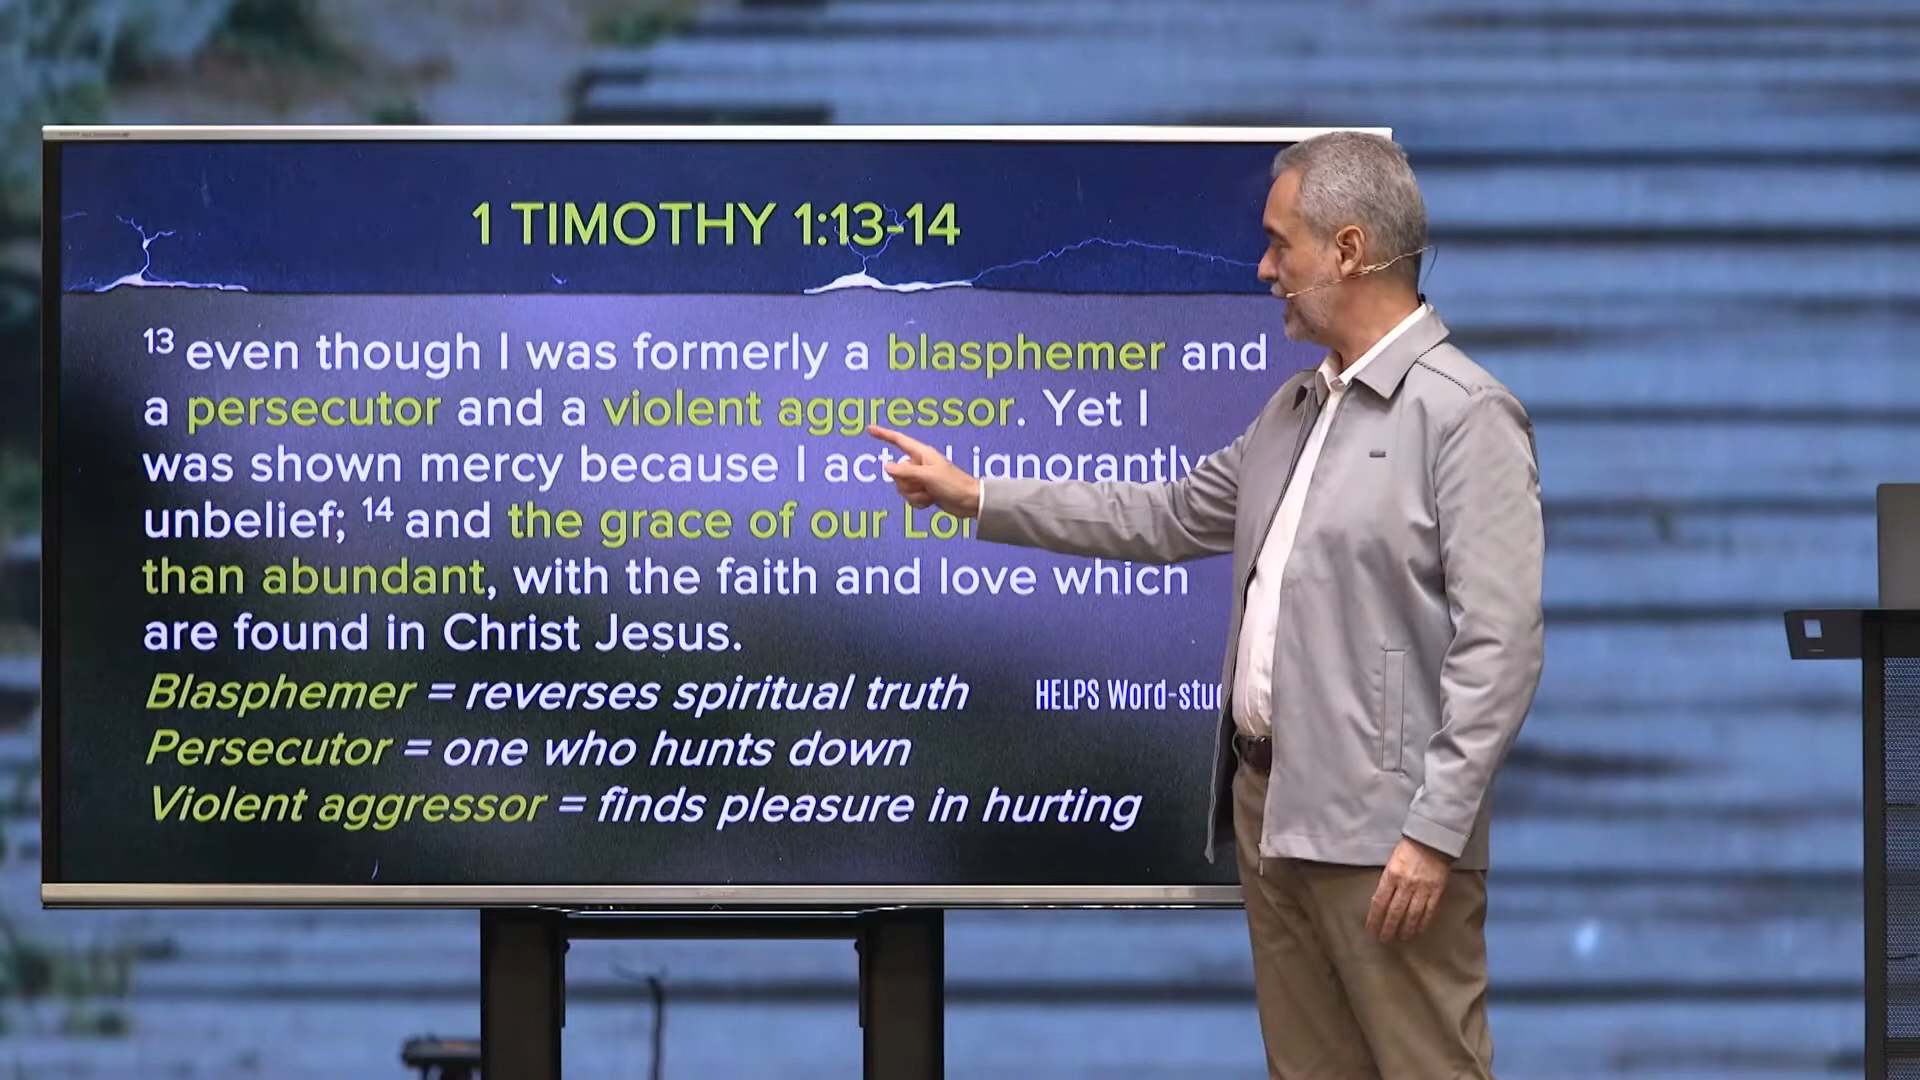 1 TIMOTHY 1:13-14
13 even though I was formerly a blasphemer and
a persecutor and a violent aggressor. Yet I
was shown mercy because I acted ignorantly
unbelief; 14 and the grace of our
than abundant, with the faith and love which
are found in Christ Jesus.
Blasphemer = reverses spiritual truth HELPS
Persecutor = one who hunts down
Violent aggressor = finds pleasure in hurting